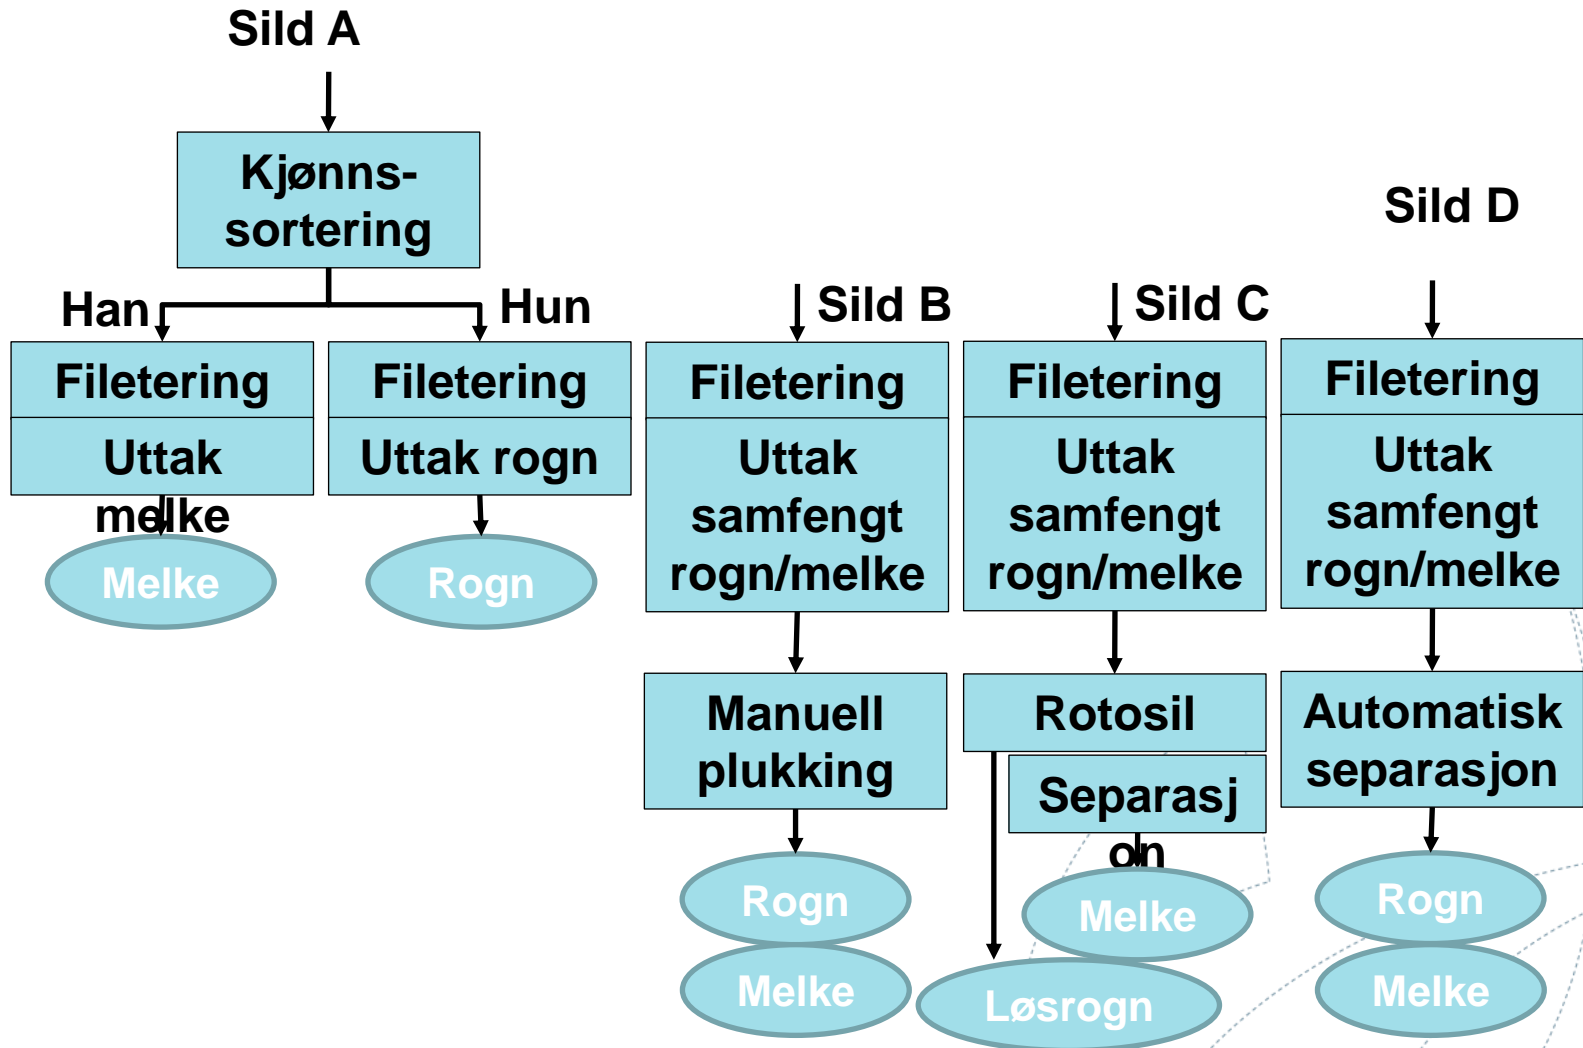 Sild A
Kjønns-
sortering
Han
Hun
Filetering
Uttak
melke
Melke
Filetering
Uttak rogn
Rogn
Sild B
Filetering
Uttak
samfengt
rogn/melke
Manuell
plukking
Rogn
Melke
Sild C
Filetering
Uttak
samfengt
rogn/melke
Rotosil
Separasj
on
Melke
Løsrogn
Sild D
Filetering
Uttak
samfengt
rogn/melke
Automatisk
separasjon
Rogn
Melke